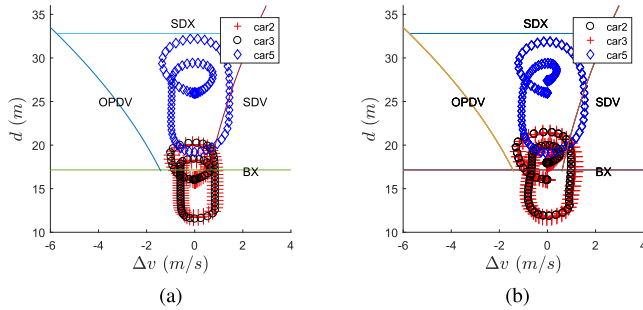 35
SDX
car2
car3
car5
30
25
OPDV
SDV
d (m)
20
BX
15
10
-6 -4 -2 0 2 4
Δv (m/s)
(a)
35
SDX
car2
car3
car5
30
25
OPDV
SDV
d (m)
20
BX
15
10
-6 -4 -2 0 2 4
Δv (m/s)
(b)